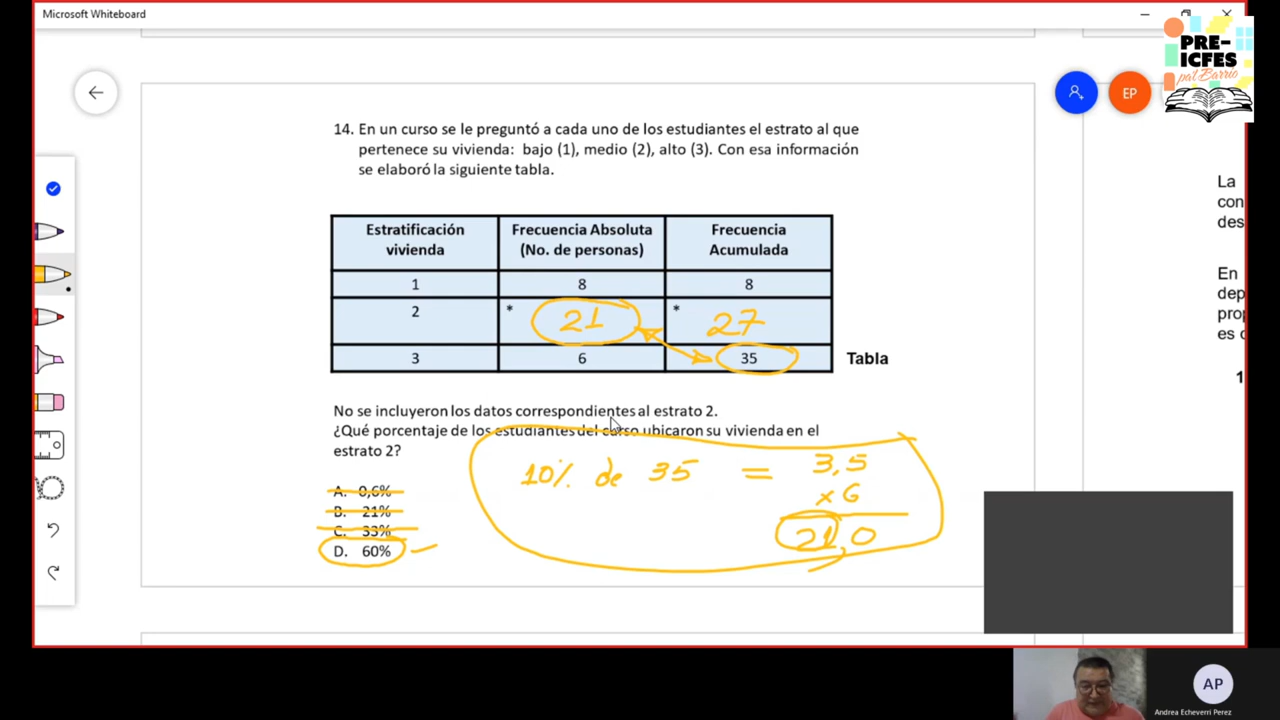 Microsoft Whiteboard
PRE-
ICFES
pa'l Barrio
EP
14. En un curso se le preguntó a cada uno de los estudiantes el estrato al que
pertenece su vivienda: bajo (1), medio (2), alto (3). Con esa información
se elaboró la siguiente tabla.
Estratificación vivienda
Frecuencia Absoluta (No. de personas)
Frecuencia Acumulada
1 8 8
2 * 21 * 27
3 6 35
Tabla
No se incluyeron los datos correspondientes al estrato 2.
¿Qué porcentaje de los estudiantes del curso ubicaron su vivienda en el
estrato 2?
10% de 35 = 3,5
x 6
21,0
A. 0,6%
B. 21%
C. 33%
D. 60%
La
con
des
En
dep
prop
es
1
AP
Andrea Echeverri Perez